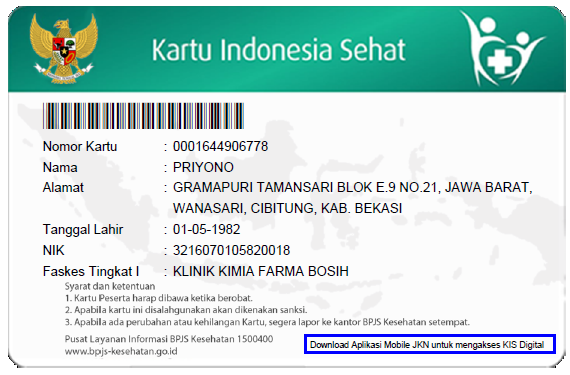 Kartu Indonesia Sehat
Nomor Kartu : 0001644906778
Nama : PRIYONO
Alamat : GRAMAPURI TAMANSARI BLOK E.9 NO.21, JAWA BARAT,
WANASARI, CIBITUNG, KAB. BEKASI
Tanggal Lahir : 01-05-1982
NIK : 3216070105820018
Faskes Tingkat I : KLINIK KIMIA FARMA BOSIH
Syarat dan ketentuan
1. Kartu Peserta harap dibawa ketika berobat.
2. Apabila kartu ini disalahgunakan akan dikenakan sanksi.
3. Apabila ada perubahan atau kehilangan Kartu, segera lapor ke kantor BPJS Kesehatan setempat.
Pusat Layanan Informasi BPJS Kesehatan 1500400
www.bpjs-kesehatan.go.id
Download Aplikasi Mobile JKN untuk mengakses KIS Digital